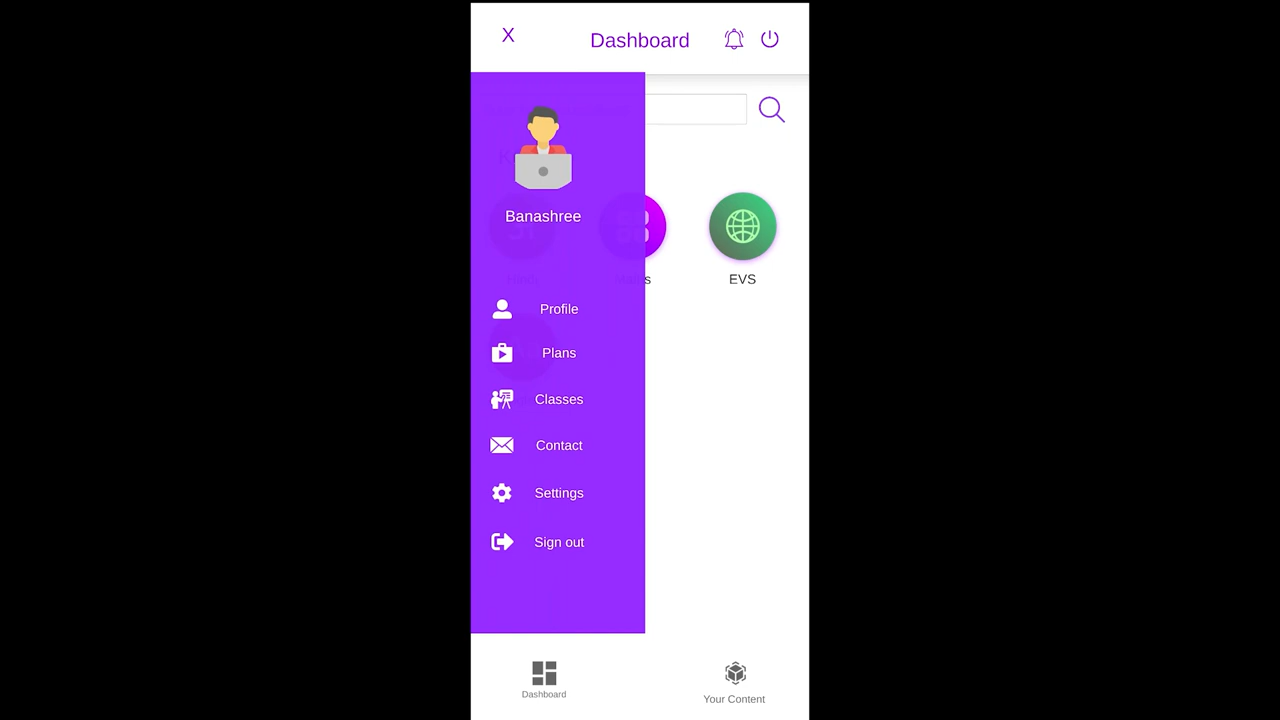 X
Dashboard
Banashree
EVS
Profile
Plans
Classes
Contact
Settings
Sign out
Dashboard
Your Content